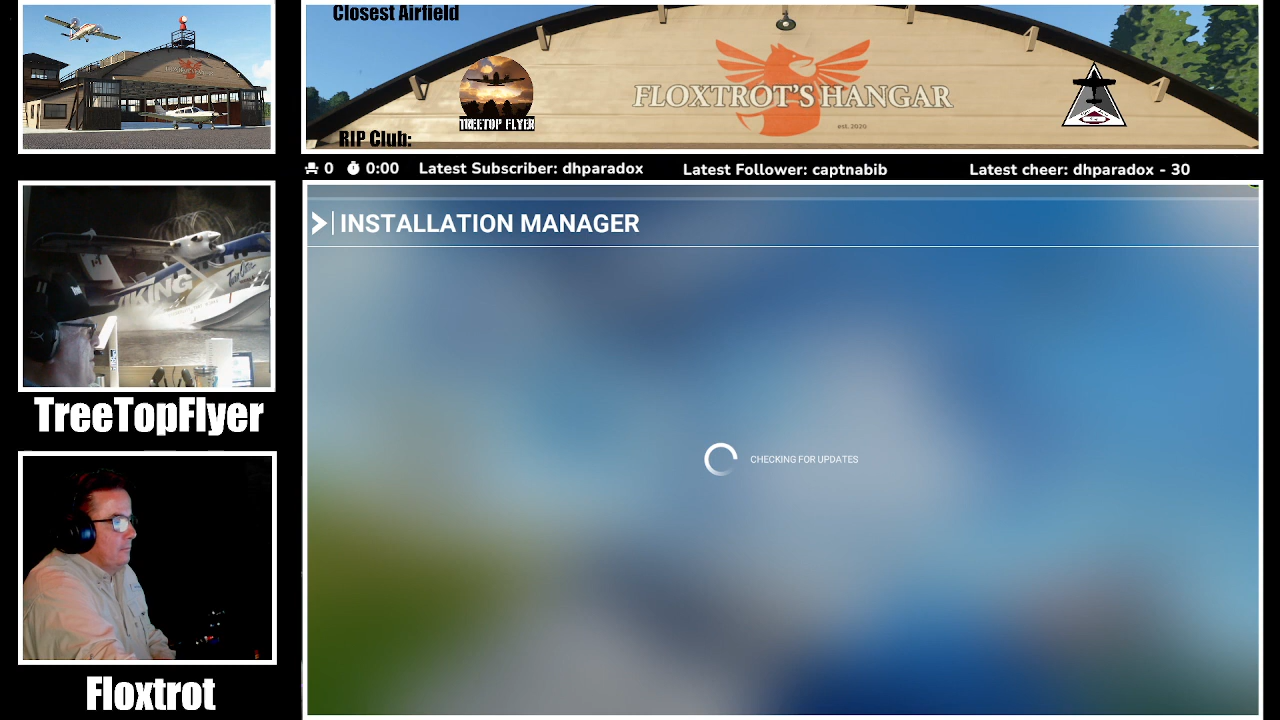 Closest Airfield
FLOXTROT'S HANGAR
est. 2020
TREETOP FLYER
RIP Club:
0 0:00 Latest Subscriber: dhparadox Latest Follower: captnabib Latest cheer: dhparadox - 30
INSTALLATION MANAGER
CHECKING FOR UPDATES
VIKING
TreeTopFlyer
Floxtrot